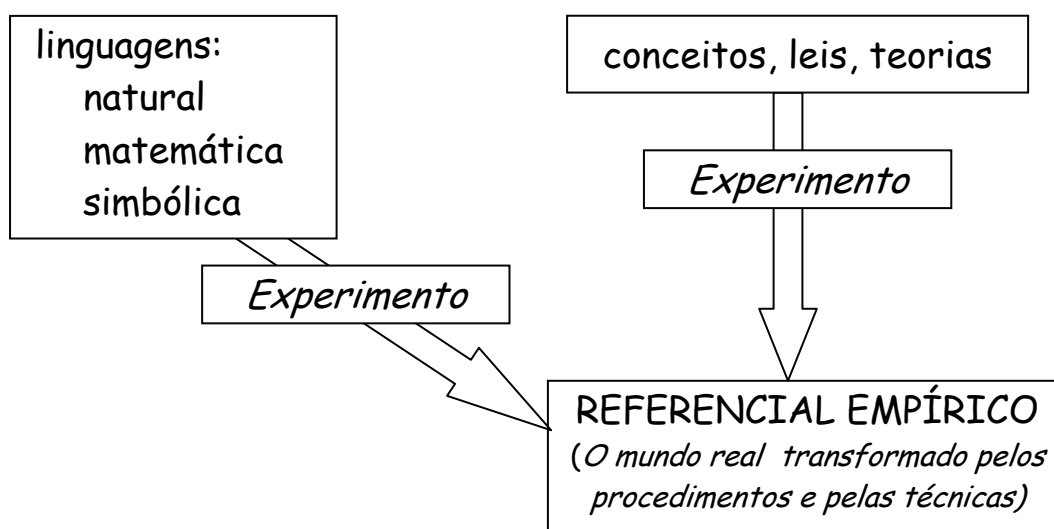 linguagens:
natural
matemática
simbólica
conceitos, leis, teorias
Experimento
Experimento
REFERENCIAL EMPÍRICO
(O mundo real transformado pelos
procedimentos e pelas técnicas)